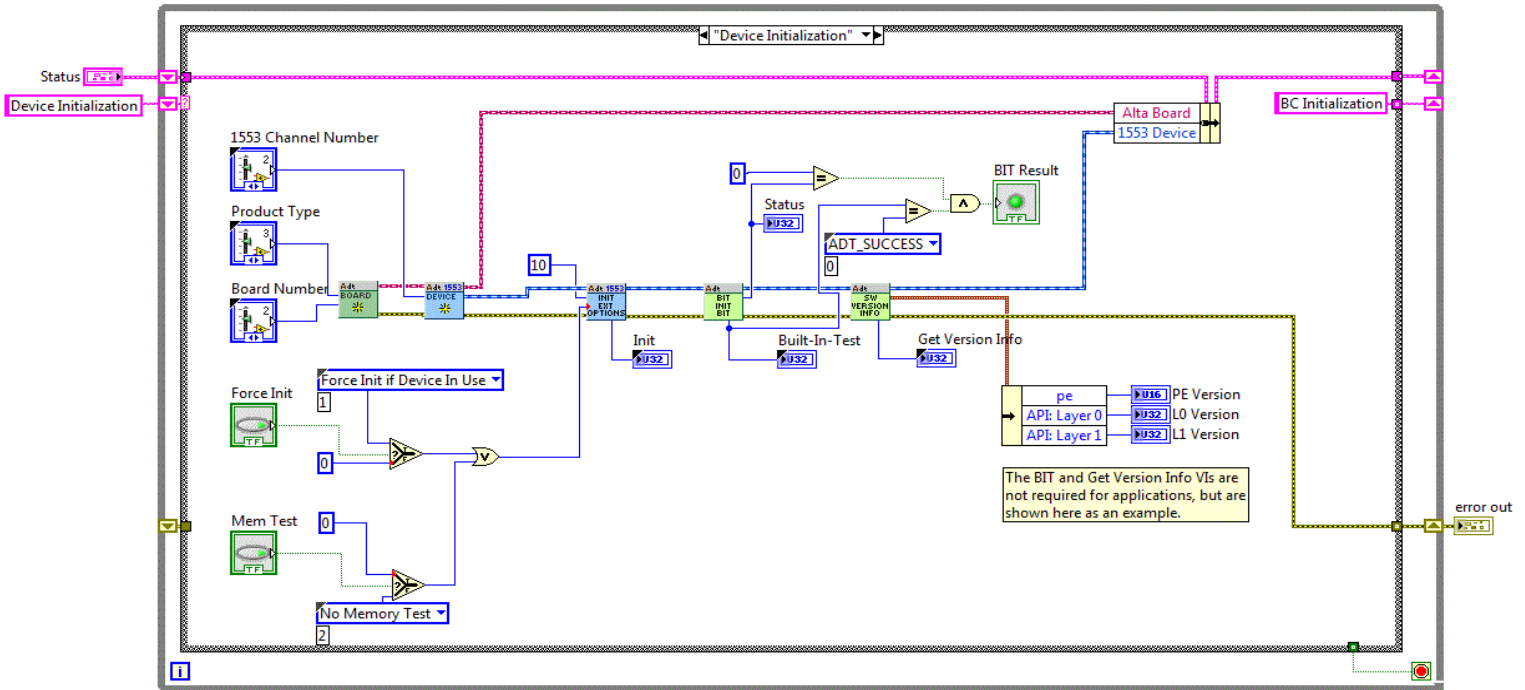 "Device Initialization"
Status
Device Initialization
BC Initialization
Alta Board
1553 Device
1553 Channel Number
2
Product Type
3
Board Number
2
Adt
BOARD
Adt 1553
DEVICE
10
Adt 1553
INIT
EXT
OPTIONS
Init
U32
0
Status
U32
ADT_SUCCESS
0
BIT Result
TF
Adt
BIT
INIT
BIT
Built-In-Test
U32
Adt
SW
VERSION
INFO
Get Version Info
U32
pe
U16
PE Version
API: Layer 0
U32
L0 Version
API: Layer 1
U32
L1 Version
Force Init if Device In Use
1
Force Init
TF
0
? T F
V
The BIT and Get Version Info VIs are
not required for applications, but are
shown here as an example.
Mem Test
TF
0
? T F
No Memory Test
2
error out
i